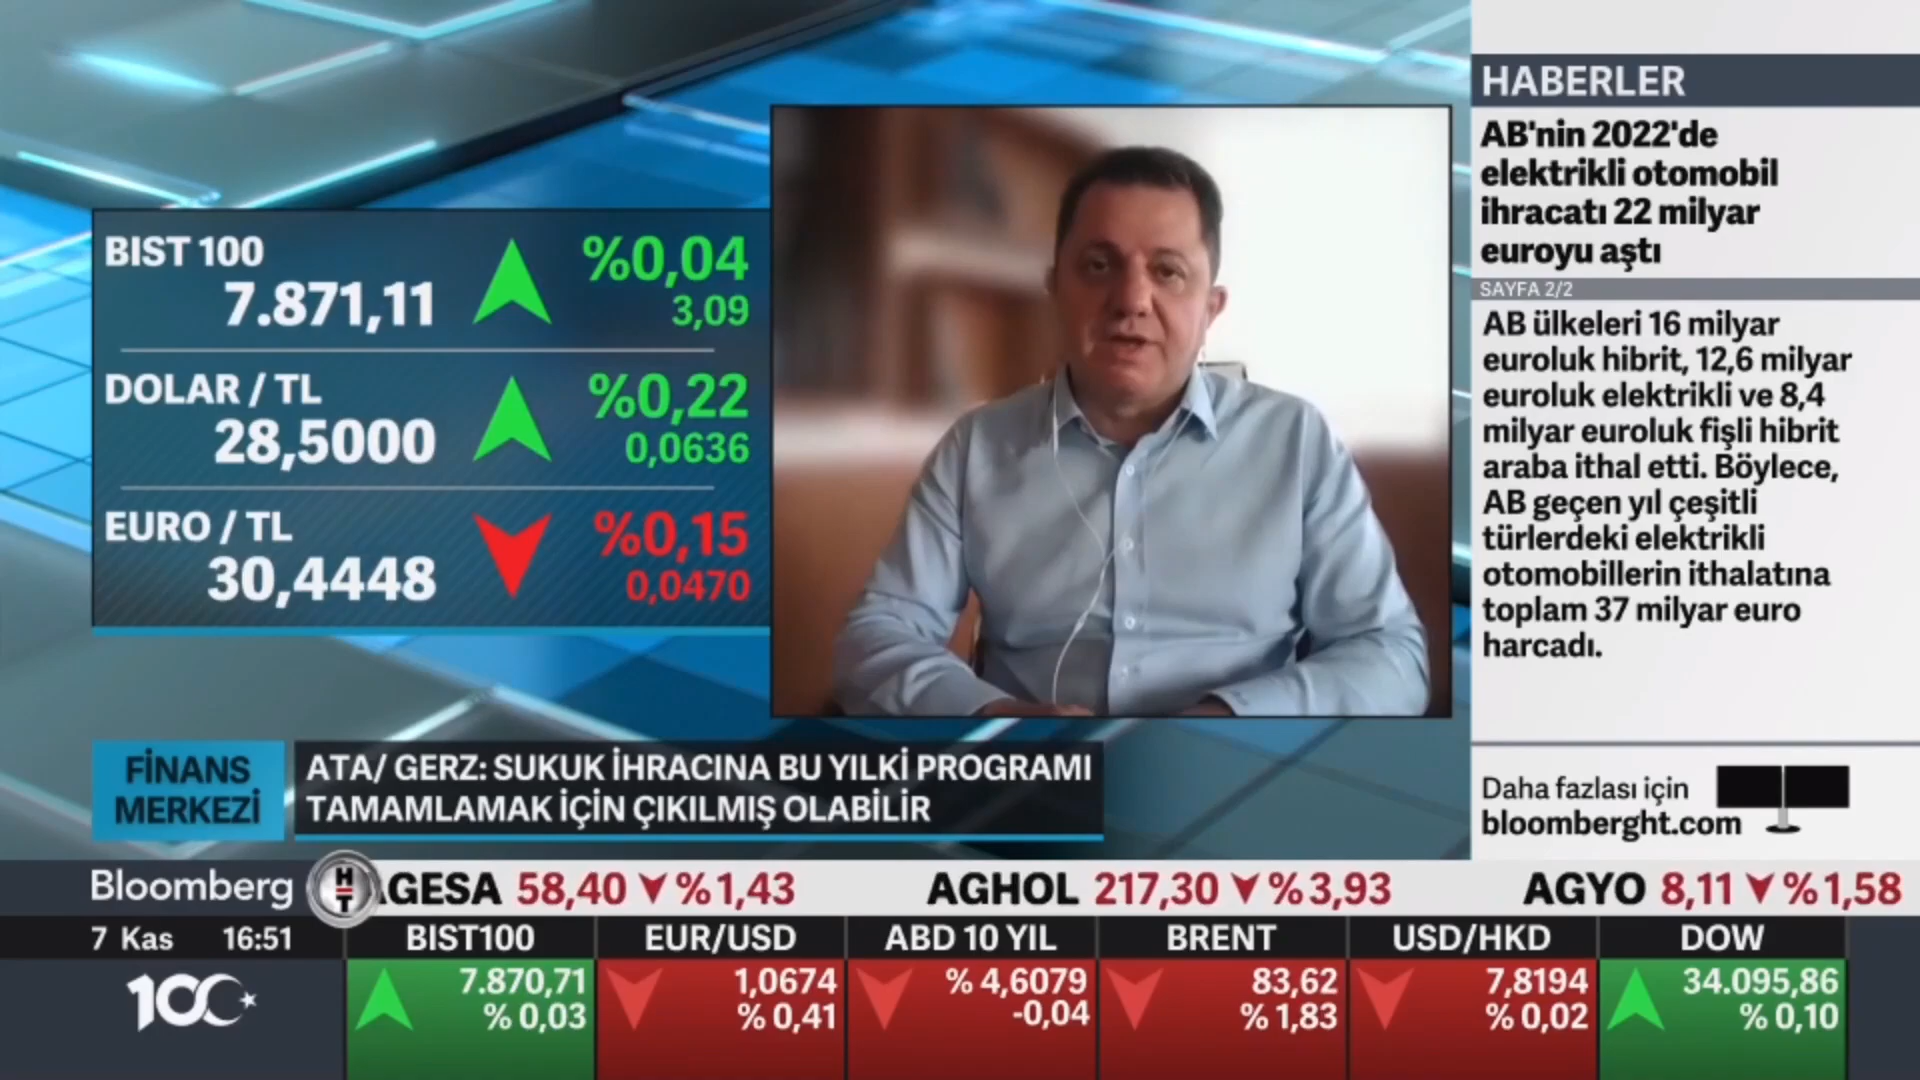 BIST 100
7.871,11
%0,04
3,09
DOLAR / TL
28,5000
%0,22
0,0636
EURO / TL
30,4448
%0,15
0,0470
HABERLER
AB'nin 2022'de
elektrikli otomobil
ihracatı 22 milyar
euroyu aştı
SAYFA 2/2
AB ülkeleri 16 milyar
euroluk hibrit, 12,6 milyar
euroluk elektrikli ve 8,4
milyar euroluk fişli hibrit
araba ithal etti. Böylece,
AB geçen yıl çeşitli
türlerdeki elektrikli
otomobillerin ithalatına
toplam 37 milyar euro
harcadı.
Daha fazlası için
bloomberght.com
FİNANS
MERKEZİ
ATA/ GERZ: SUKUK İHRACINA BU YILKİ PROGRAMI
TAMAMLAMAK İÇİN ÇIKILMIŞ OLABİLİR
Bloomberg HT
AGESA 58,40 %1,43 AGHOL 217,30 %3,93 AGYO 8,11 %1,58
7 Kas 16:51
100
BIST100
7.870,71
% 0,03
EUR/USD
1,0674
% 0,41
ABD 10 YIL
% 4,6079
-0,04
BRENT
83,62
% 1,83
USD/HKD
7,8194
% 0,02
DOW
34.095,86
% 0,10